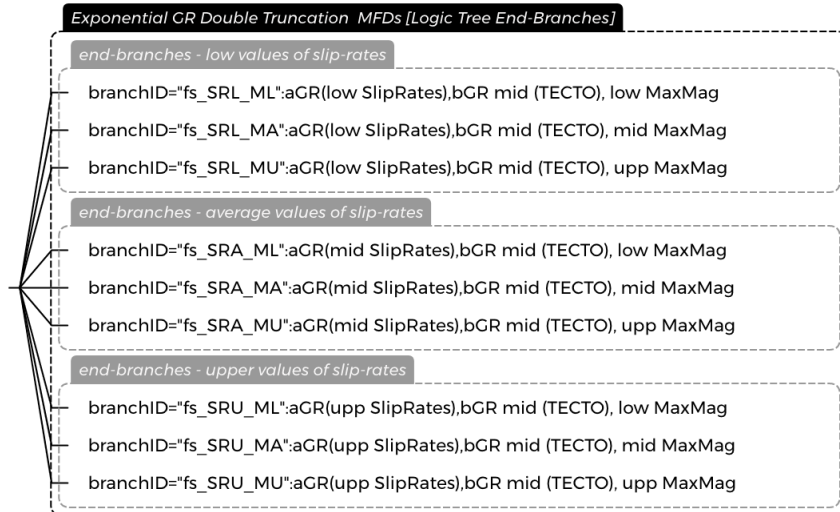 Exponential GR Double Truncation MFDs [Logic Tree End-Branches]
end-branches - low values of slip-rates
branchID="fs_SRL_ML":aGR(low SlipRates),bGR mid (TECTO), low MaxMag
branchID="fs_SRL_MA":aGR(low SlipRates),bGR mid (TECTO), mid MaxMag
branchID="fs_SRL_MU":aGR(low SlipRates),bGR mid (TECTO), upp MaxMag
end-branches - average values of slip-rates
branchID="fs_SRA_ML":aGR(mid SlipRates),bGR mid (TECTO), low MaxMag
branchID="fs_SRA_MA":aGR(mid SlipRates),bGR mid (TECTO), mid MaxMag
branchID="fs_SRA_MU":aGR(mid SlipRates),bGR mid (TECTO), upp MaxMag
end-branches - upper values of slip-rates
branchID="fs_SRU_ML":aGR(upp SlipRates),bGR mid (TECTO), low MaxMag
branchID="fs_SRU_MA":aGR(upp SlipRates),bGR mid (TECTO), mid MaxMag
branchID="fs_SRU_MU":aGR(upp SlipRates),bGR mid (TECTO), upp MaxMag